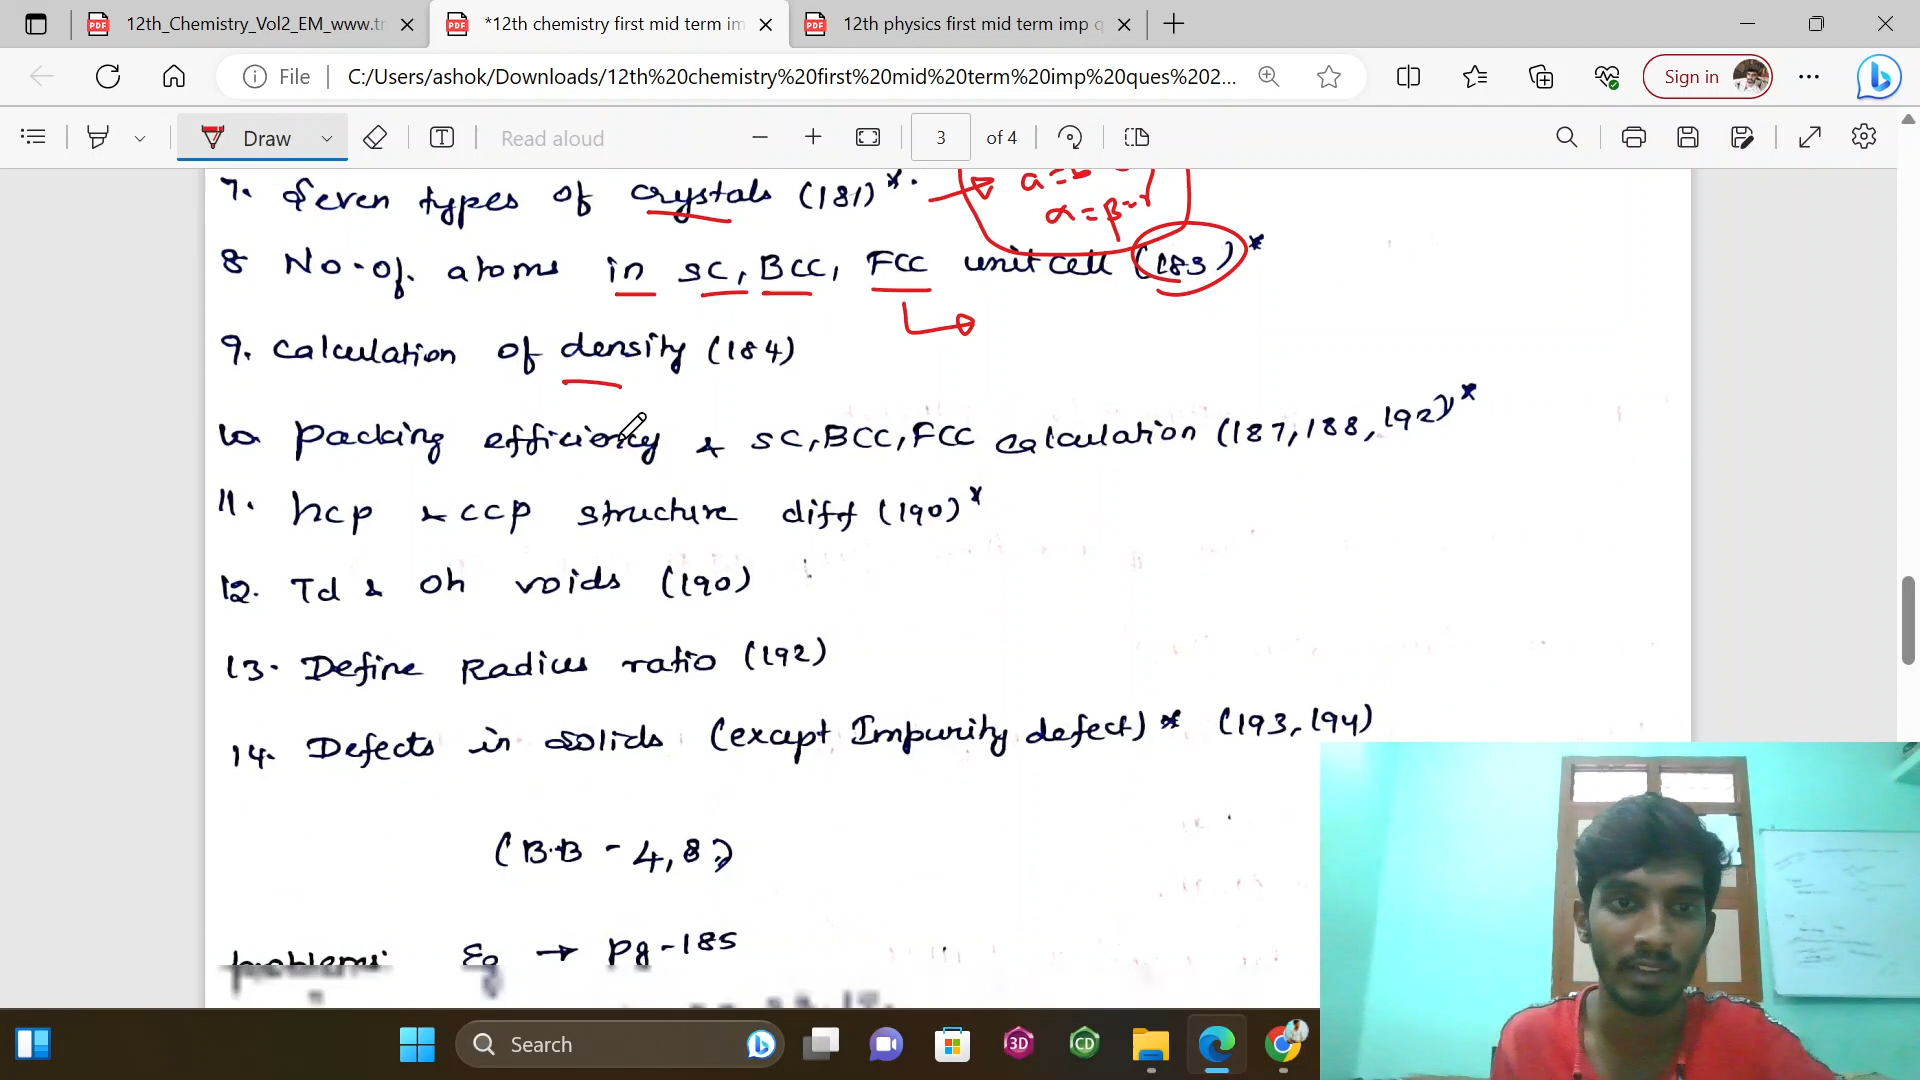 12th_Chemistry_Vol2_EM_www.tr
*12th chemistry first mid term im
12th physics first mid term imp q
File
C:/Users/ashok/Downloads/12th%20chemistry%20first%20mid%20term%20imp%20ques%202...
Sign in
Draw
Read aloud
3 of 4
7. Seven types of crystals (181)*.
a=b
α=β=γ
8 No-of. atoms in SC, BCC, FCC unit cell (183)*
9. Calculation of density (184)
10 Packing efficiency & SC, BCC, FCC calculation (187, 188, 192)*
11. hcp & ccp structure diff (190)*
12. Td & Oh voids (190)
13. Define Radius ratio (192)
14. Defects in solids (except Impurity defect) * (193, 194)
(B.B - 4, 8)
problems: Eg → Pg-185
Search
3D
CD